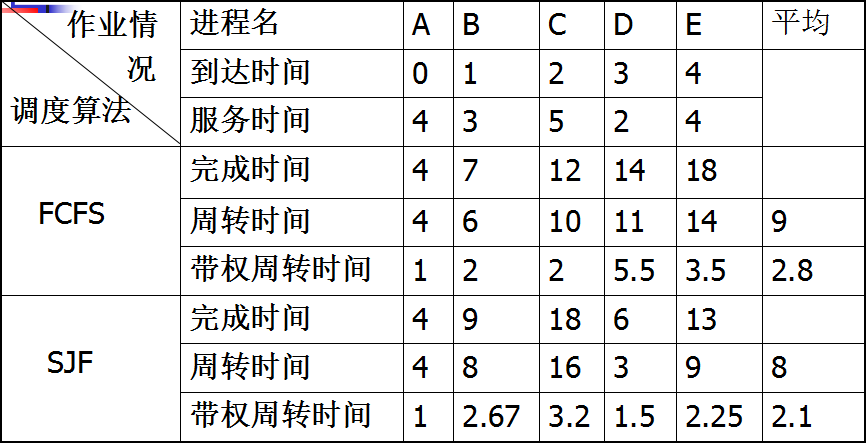 作业情况
调度算法
进程名 A B C D E 平均
到达时间 0 1 2 3 4
服务时间 4 3 5 2 4
FCFS
完成时间 4 7 12 14 18
周转时间 4 6 10 11 14 9
带权周转时间 1 2 2 5.5 3.5 2.8
SJF
完成时间 4 9 18 6 13
周转时间 4 8 16 3 9 8
带权周转时间 1 2.67 3.2 1.5 2.25 2.1